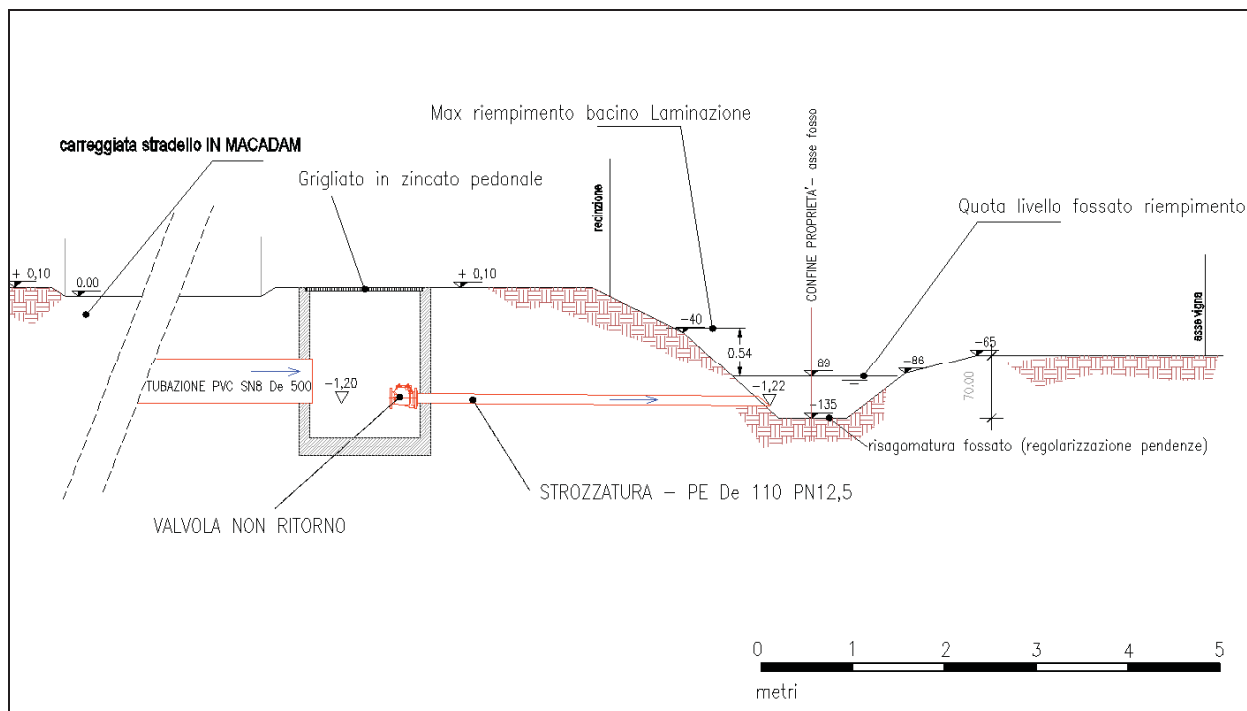 Max riempimento bacino Laminazione
carreggiata stradello IN MACADAM
Grigliato in zincato pedonale
recinzione
CONFINE PROPRIETA'- asse fosso
Quota livello fossato riempimento
asse vigna
+ 0,10
0.00
+ 0,10
-40
0.54
89
-86
-65
70.00
TUBAZIONE PVC SN8 De 500
-1,20
-1,22
-135
risagomatura fossato (regolarizzazione pendenze)
STROZZATURA – PE De 110 PN12,5
VALVOLA NON RITORNO
0 1 2 3 4 5
metri